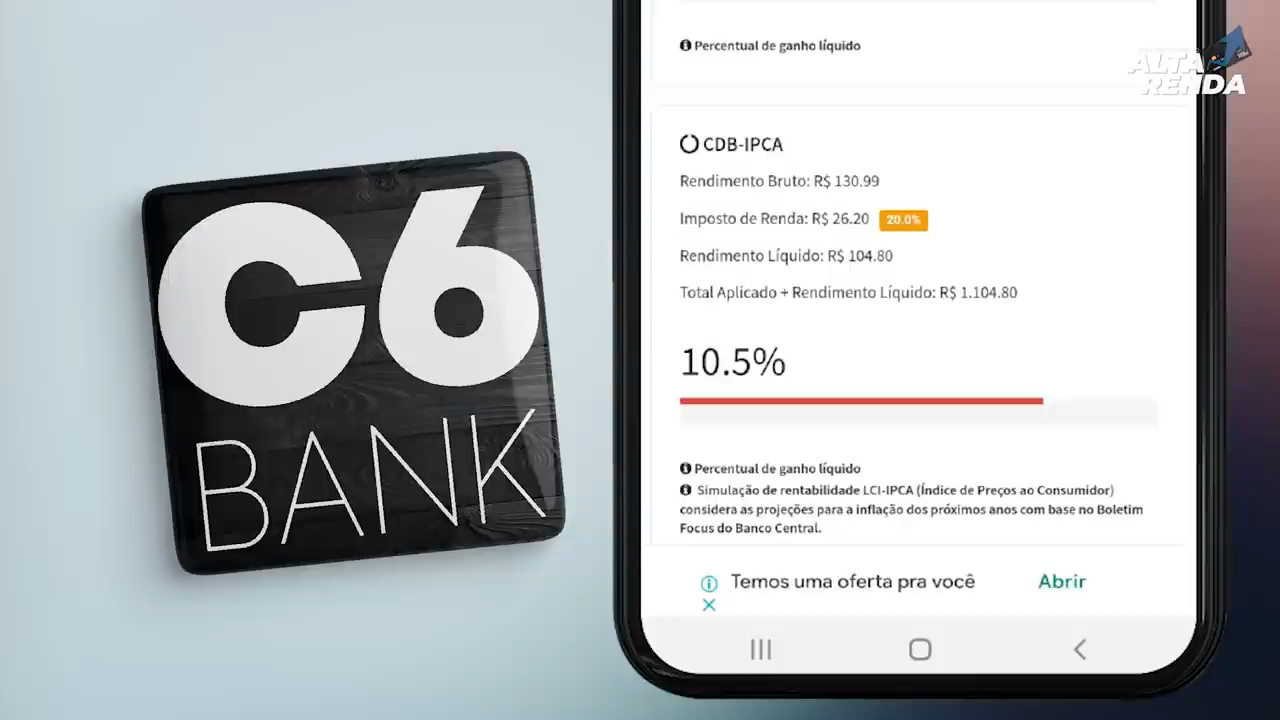 C6
BANK
ALTA
RENDA
Percentual de ganho líquido
CDB-IPCA
Rendimento Bruto: R$ 130.99
Imposto de Renda: R$ 26.20 20.0%
Rendimento Líquido: R$ 104.80
Total Aplicado + Rendimento Líquido: R$ 1.104.80
10.5%
Percentual de ganho líquido
Simulação de rentabilidade LCI-IPCA (Índice de Preços ao Consumidor)
considera as projeções para a inflação dos próximos anos com base no Boletim
Focus do Banco Central.
Temos uma oferta pra você Abrir